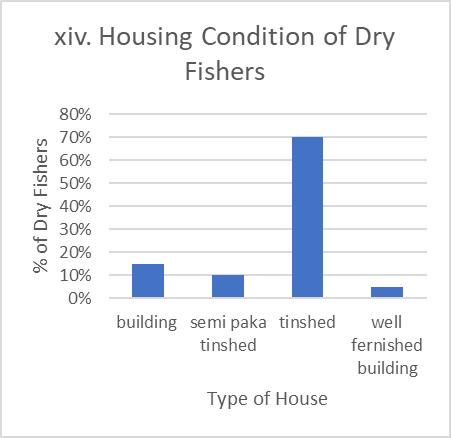 xiv. Housing Condition of Dry
Fishers
80%
70%
60%
50%
40%
30%
20%
10%
0%
% of Dry Fishers
building
semi paka
tinshed
tinshed
well
fernished
building
Type of House